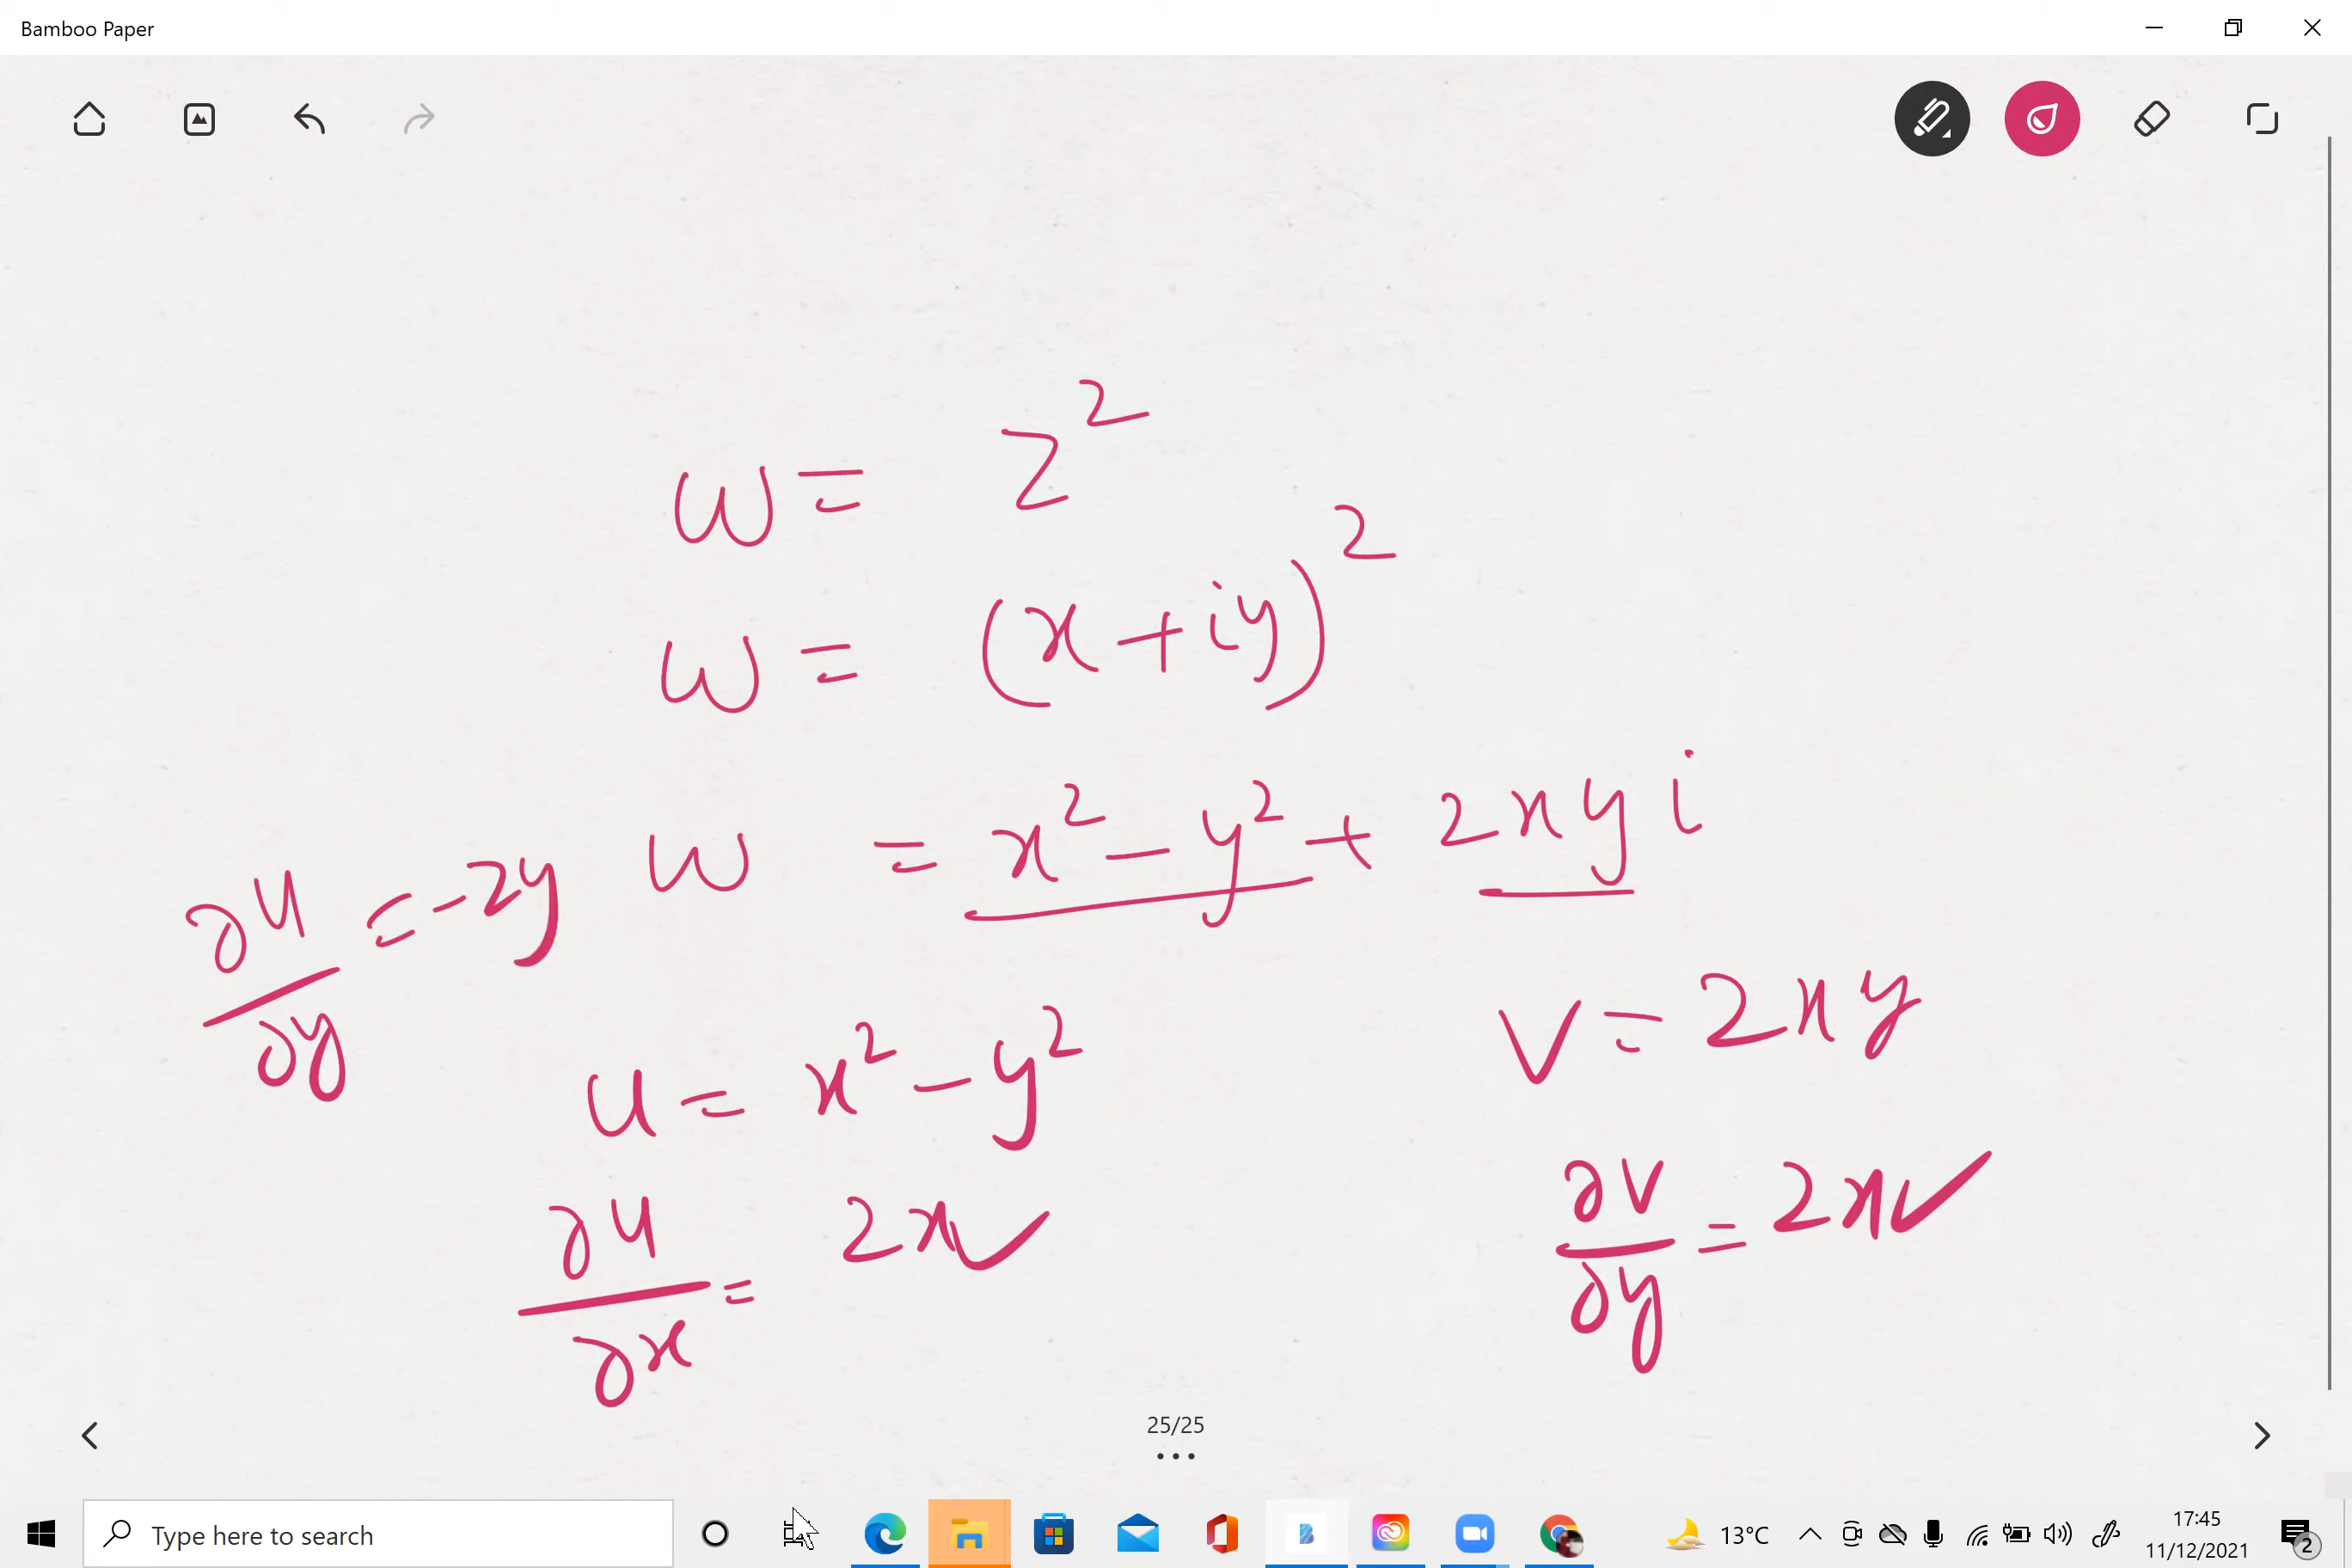 Bamboo Paper
w = z²
w = (x + iy)²
w = x² - y² + 2xyi
∂u/∂y = -2y
u = x² - y²
v = 2xy
∂u/∂x = 2x ✓
∂v/∂y = 2x ✓
25/25
Type here to search
13°C
17:45
11/12/2021
2